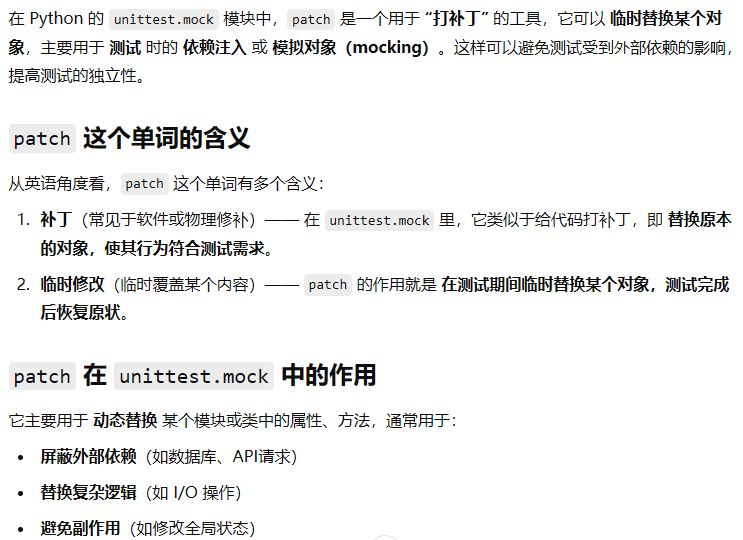 在 Python 的 unittest.mock 模块中，patch 是一个用于 “打补丁” 的工具，它可以 临时替换某个对
象，主要用于 测试 时的 依赖注入 或 模拟对象（mocking）。这样可以避免测试受到外部依赖的影响，
提高测试的独立性。
patch 这个单词的含义
从英语角度看，patch 这个单词有多个含义：
1. 补丁（常见于软件或物理修补）—— 在 unittest.mock 里，它类似于给代码打补丁，即 替换原本
的对象，使其行为符合测试需求。
2. 临时修改（临时覆盖某个内容）—— patch 的作用就是 在测试期间临时替换某个对象，测试完成
后恢复原状。
patch 在 unittest.mock 中的作用
它主要用于 动态替换 某个模块或类中的属性、方法，通常用于：
• 屏蔽外部依赖（如数据库、API请求）
• 替换复杂逻辑（如 I/O 操作）
• 避免副作用（如修改全局状态）